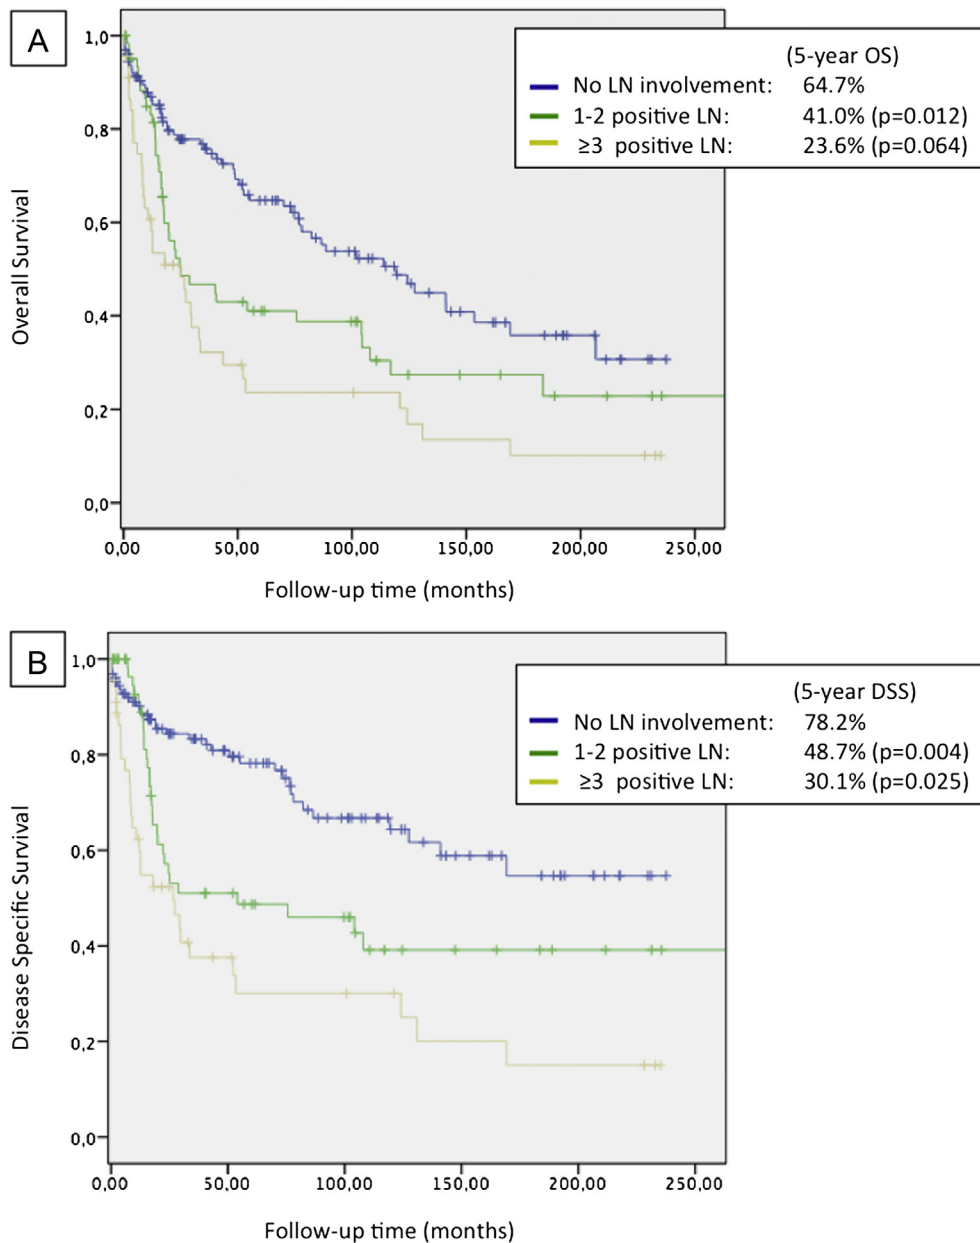 A
(5-year OS)
No LN involvement: 64.7%
1-2 positive LN: 41.0% (p=0.012)
≥3 positive LN: 23.6% (p=0.064)
Overall Survival
1,0
0,8
0,6
0,4
0,2
0,0
0,00 50,00 100,00 150,00 200,00 250,00
Follow-up time (months)
B
(5-year DSS)
No LN involvement: 78.2%
1-2 positive LN: 48.7% (p=0.004)
≥3 positive LN: 30.1% (p=0.025)
Disease Specific Survival
1,0
0,8
0,6
0,4
0,2
0,0
0,00 50,00 100,00 150,00 200,00 250,00
Follow-up time (months)